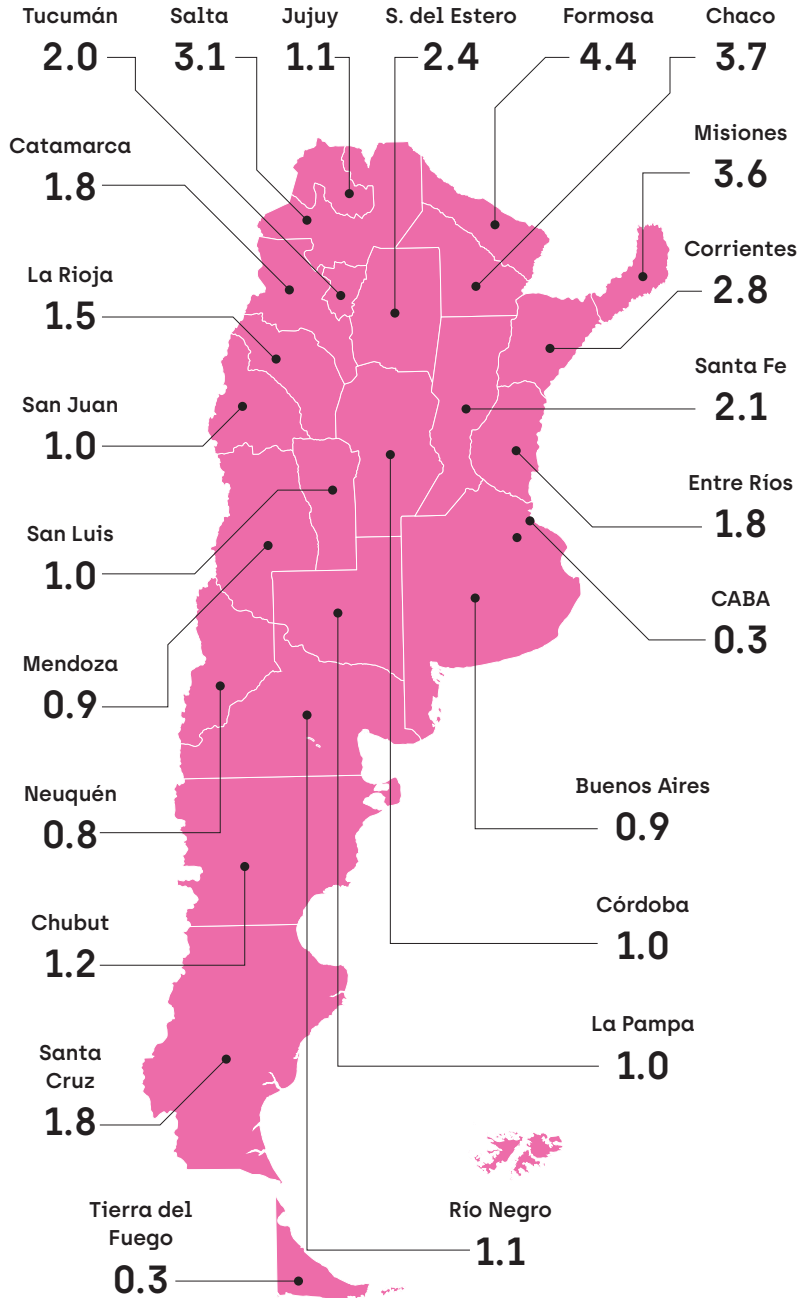 Tucumán
2.0
Salta
3.1
Jujuy
1.1
S. del Estero
2.4
Formosa
4.4
Chaco
3.7
Catamarca
1.8
Misiones
3.6
La Rioja
1.5
Corrientes
2.8
San Juan
1.0
Santa Fe
2.1
San Luis
1.0
Entre Ríos
1.8
Mendoza
0.9
CABA
0.3
Neuquén
0.8
Buenos Aires
0.9
Chubut
1.2
Córdoba
1.0
Santa
Cruz
1.8
La Pampa
1.0
Tierra del
Fuego
0.3
Río Negro
1.1